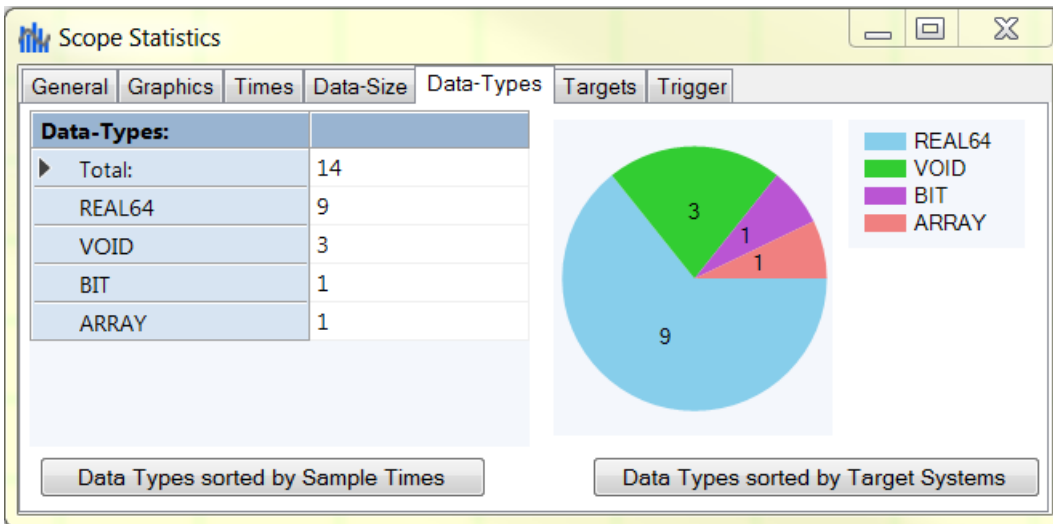 Scope Statistics
General Graphics Times Data-Size Data-Types Targets Trigger
Data-Types:
Total: 14
REAL64 9
VOID 3
BIT 1
ARRAY 1
3
1
1
9
REAL64
VOID
BIT
ARRAY
Data Types sorted by Sample Times
Data Types sorted by Target Systems